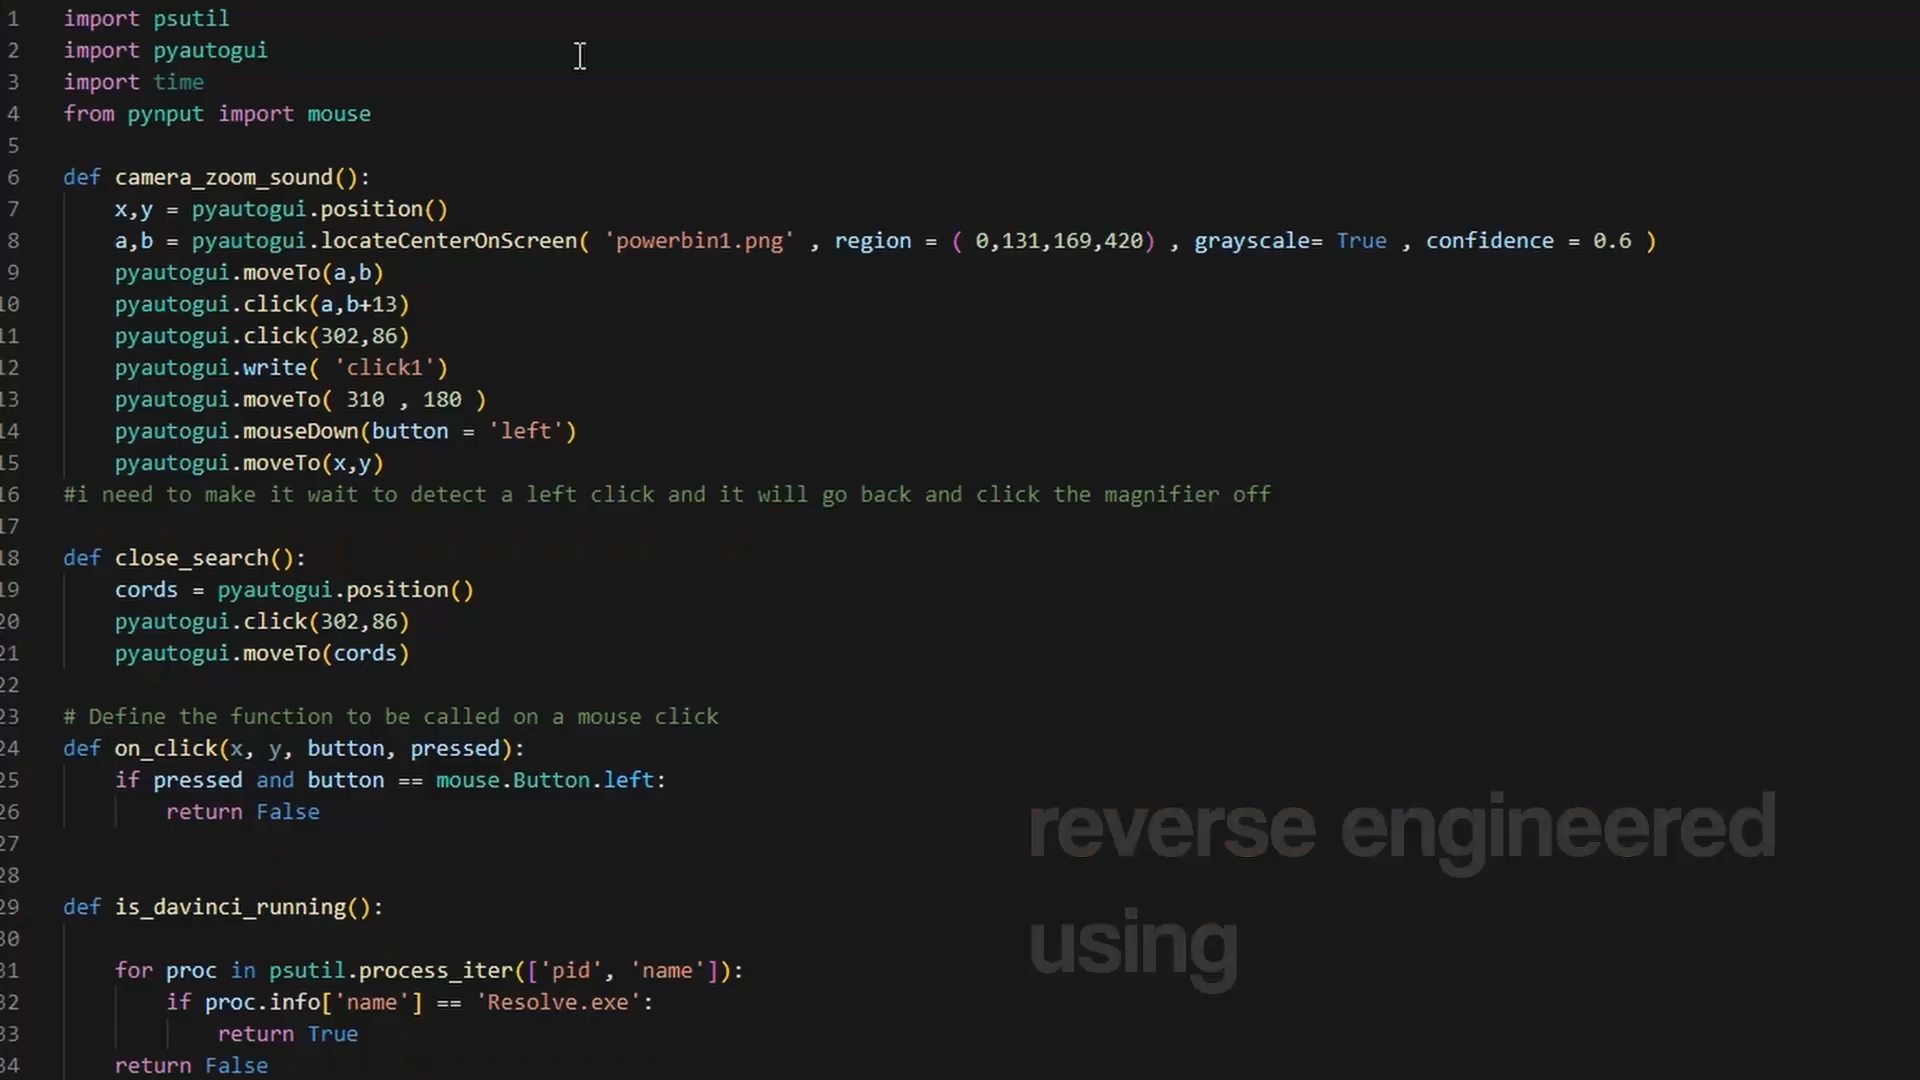 1 import psutil
2 import pyautogui
3 import time
4 from pynput import mouse
5
6 def camera_zoom_sound():
7 x,y = pyautogui.position()
8 a,b = pyautogui.locateCenterOnScreen( 'powerbin1.png' , region = ( 0,131,169,420) , grayscale= True , confidence = 0.6 )
9 pyautogui.moveTo(a,b)
10 pyautogui.click(a,b+13)
11 pyautogui.click(302,86)
12 pyautogui.write( 'click1')
13 pyautogui.moveTo( 310 , 180 )
14 pyautogui.mouseDown(button = 'left')
15 pyautogui.moveTo(x,y)
16 #i need to make it wait to detect a left click and it will go back and click the magnifier off
17
18 def close_search():
19 cords = pyautogui.position()
20 pyautogui.click(302,86)
21 pyautogui.moveTo(cords)
22
23 # Define the function to be called on a mouse click
24 def on_click(x, y, button, pressed):
25 if pressed and button == mouse.Button.left:
26 return False
27
28
29 def is_davinci_running():
30
31 for proc in psutil.process_iter(['pid', 'name']):
32 if proc.info['name'] == 'Resolve.exe':
33 return True
34 return False
reverse engineered
using